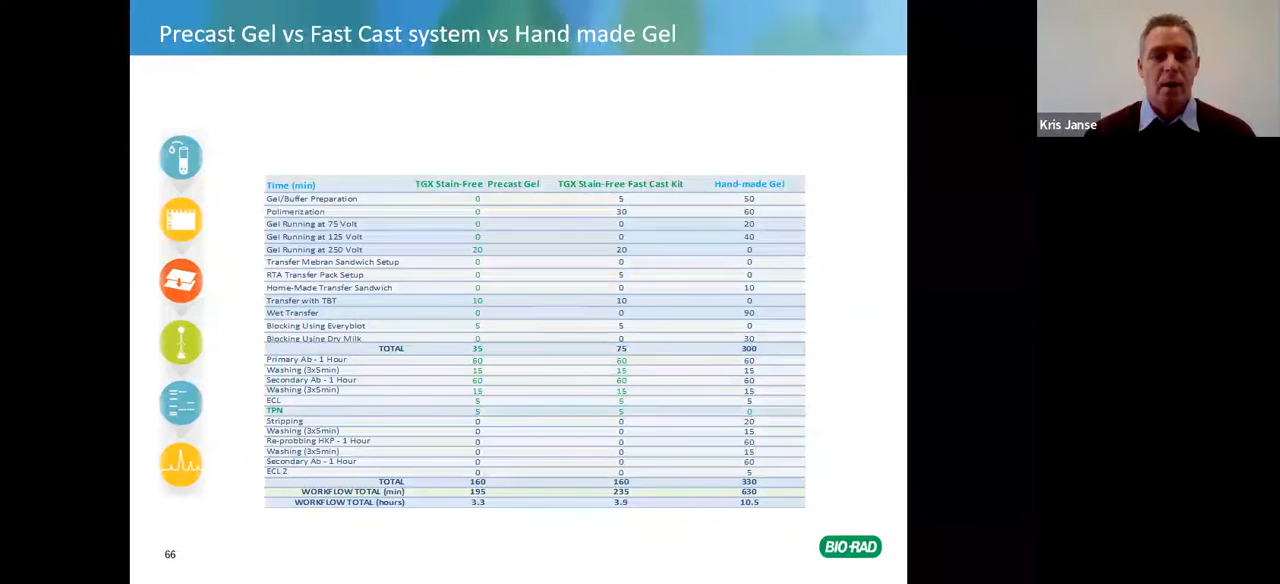 Precast Gel vs Fast Cast system vs Hand made Gel
Kris Janse
Time (min) TGX Stain-Free Precast Gel TGX Stain-Free Fast Cast Kit Hand-made Gel
Gel/Buffer Preparation 0 5 50
Polimerization 0 30 60
Gel Running at 75 Volt 0 0 20
Gel Running at 125 Volt 0 0 40
Gel Running at 250 Volt 20 20 0
Transfer Mebran Sandwich Setup 0 0 0
RTA Transfer Pack Setup 0 5 0
Home-Made Transfer Sandwich 0 0 10
Transfer with TBT 10 10 0
Wet Transfer 0 0 90
Blocking Using Everyblot 5 5 0
Blocking Using Dry Milk 0 0 30
TOTAL 35 75 300
Primary Ab - 1 Hour 60 60 60
Washing (3x5min) 15 15 15
Secondary Ab - 1 Hour 60 60 60
Washing (3x5min) 15 15 15
ECL 5 5 5
TPN 5 5 0
Stripping 0 0 20
Washing (3x5min) 0 0 15
Re-probbing HKP - 1 Hour 0 0 60
Washing (3x5min) 0 0 15
Secondary Ab - 1 Hour 0 0 60
ECL 2 0 0 5
TOTAL 160 160 330
WORKFLOW TOTAL (min) 195 235 630
WORKFLOW TOTAL (hours) 3.3 3.9 10.5
66
BIO-RAD